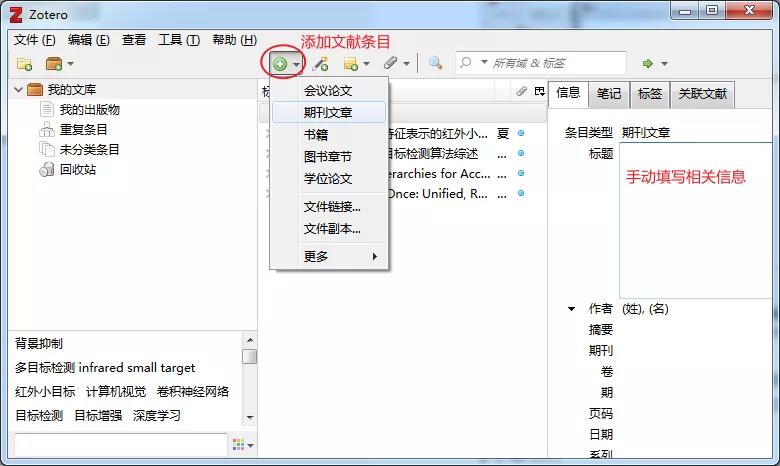 Zotero
文件 (F) 编辑 (E) 查看 工具 (T) 帮助 (H)
添加文献条目
所有域 & 标签
我的文库
我的出版物
重复条目
未分类条目
回收站
会议论文
期刊文章
书籍
图书章节
学位论文
文件链接...
文件副本...
更多
特征表示的红外小... 夏
目标检测算法综述 ...
erarchies for Acc... ...
Once: Unified, R... ...
信息 笔记 标签 关联文献
条目类型 期刊文章
标题
手动填写相关信息
作者 (姓), (名)
摘要
期刊
卷
期
页码
日期
系列
背景抑制
多目标检测 infrared small target
红外小目标 计算机视觉 卷积神经网络
目标检测 目标增强 深度学习